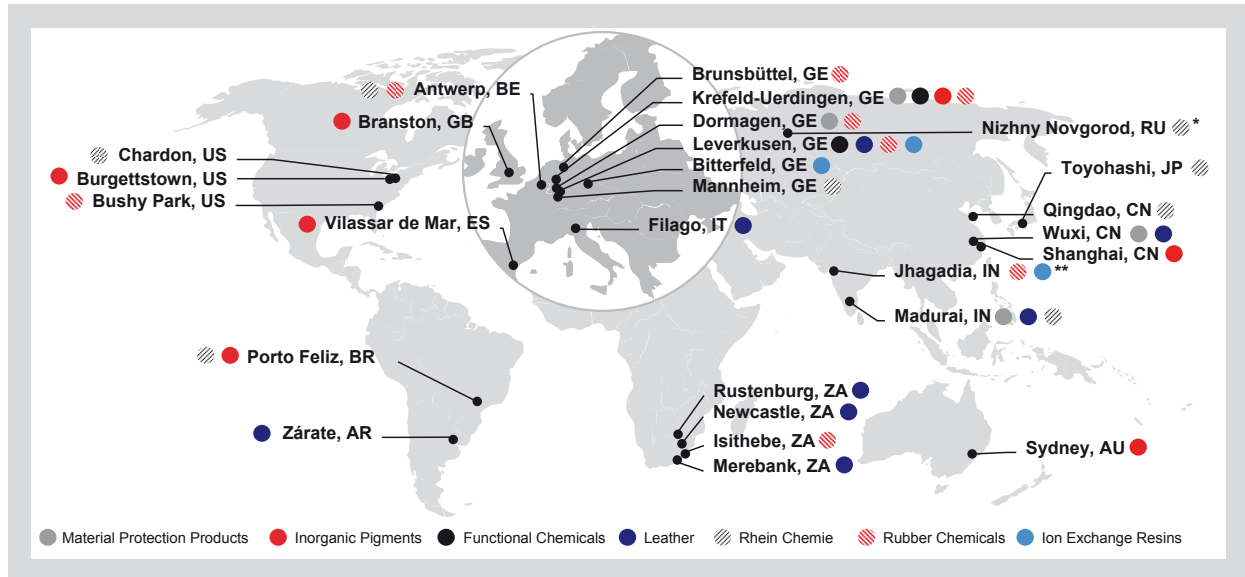 Brunsbüttel, GE
Antwerp, BE
Krefeld-Uerdingen, GE
Branston, GB
Dormagen, GE
Nizhny Novgorod, RU *
Leverkusen, GE
Chardon, US
Bitterfeld, GE
Toyohashi, JP
Burgettstown, US
Mannheim, GE
Bushy Park, US
Qingdao, CN
Vilassar de Mar, ES
Filago, IT
Wuxi, CN
Shanghai, CN
Jhagadia, IN **
Madurai, IN
Porto Feliz, BR
Rustenburg, ZA
Newcastle, ZA
Zárate, AR
Isithebe, ZA
Sydney, AU
Merebank, ZA
Material Protection Products Inorganic Pigments Functional Chemicals Leather Rhein Chemie Rubber Chemicals Ion Exchange Resins